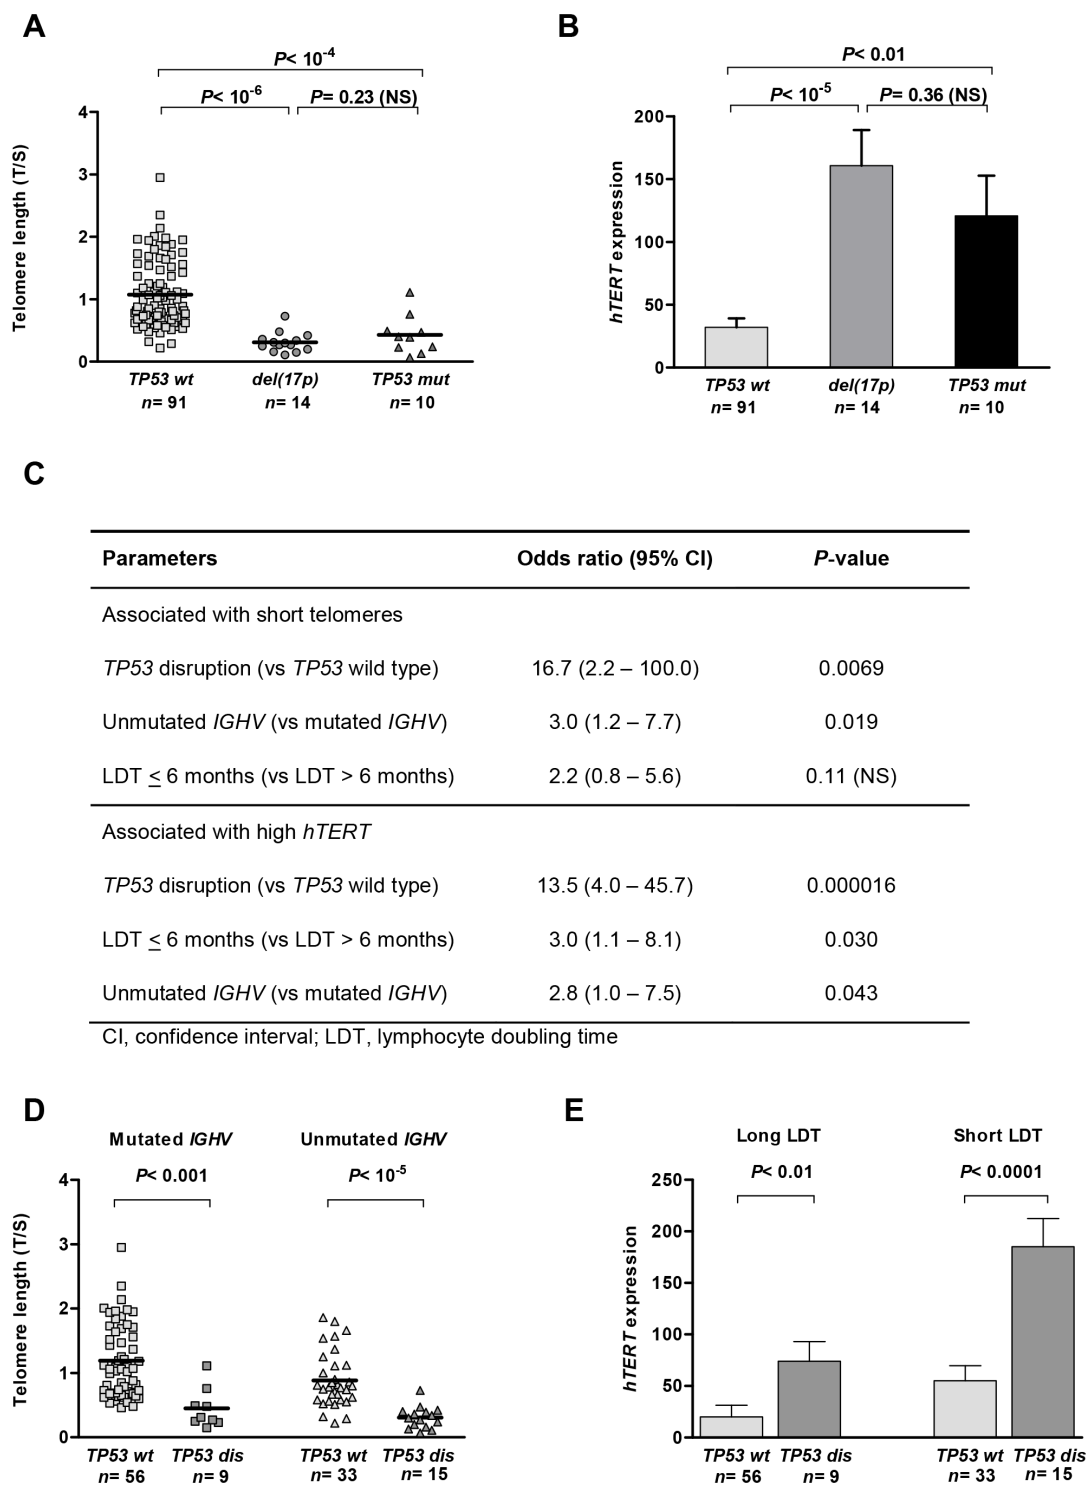 A
P< 10-4
P< 10-6
P= 0.23 (NS)
4
3
2
1
0
Telomere length (T/S)
TP53 wt
del(17p)
TP53 mut
n= 91
n= 14
n= 10
B
P< 0.01
P< 10-5
P= 0.36 (NS)
200
150
100
50
0
hTERT expression
TP53 wt
del(17p)
TP53 mut
n= 91
n= 14
n= 10
C
Parameters Odds ratio (95% CI) P-value
Associated with short telomeres
TP53 disruption (vs TP53 wild type) 16.7 (2.2 – 100.0) 0.0069
Unmutated IGHV (vs mutated IGHV) 3.0 (1.2 – 7.7) 0.019
LDT ≤ 6 months (vs LDT > 6 months) 2.2 (0.8 – 5.6) 0.11 (NS)
Associated with high hTERT
TP53 disruption (vs TP53 wild type) 13.5 (4.0 – 45.7) 0.000016
LDT ≤ 6 months (vs LDT > 6 months) 3.0 (1.1 – 8.1) 0.030
Unmutated IGHV (vs mutated IGHV) 2.8 (1.0 – 7.5) 0.043
CI, confidence interval; LDT, lymphocyte doubling time
D
Mutated IGHV
Unmutated IGHV
P< 0.001
P< 10-5
4
3
2
1
0
Telomere length (T/S)
TP53 wt
TP53 dis
TP53 wt
TP53 dis
n= 56
n= 9
n= 33
n= 15
E
Long LDT
Short LDT
P< 0.01
P< 0.0001
250
200
150
100
50
0
hTERT expression
TP53 wt
TP53 dis
TP53 wt
TP53 dis
n= 56
n= 9
n= 33
n= 15